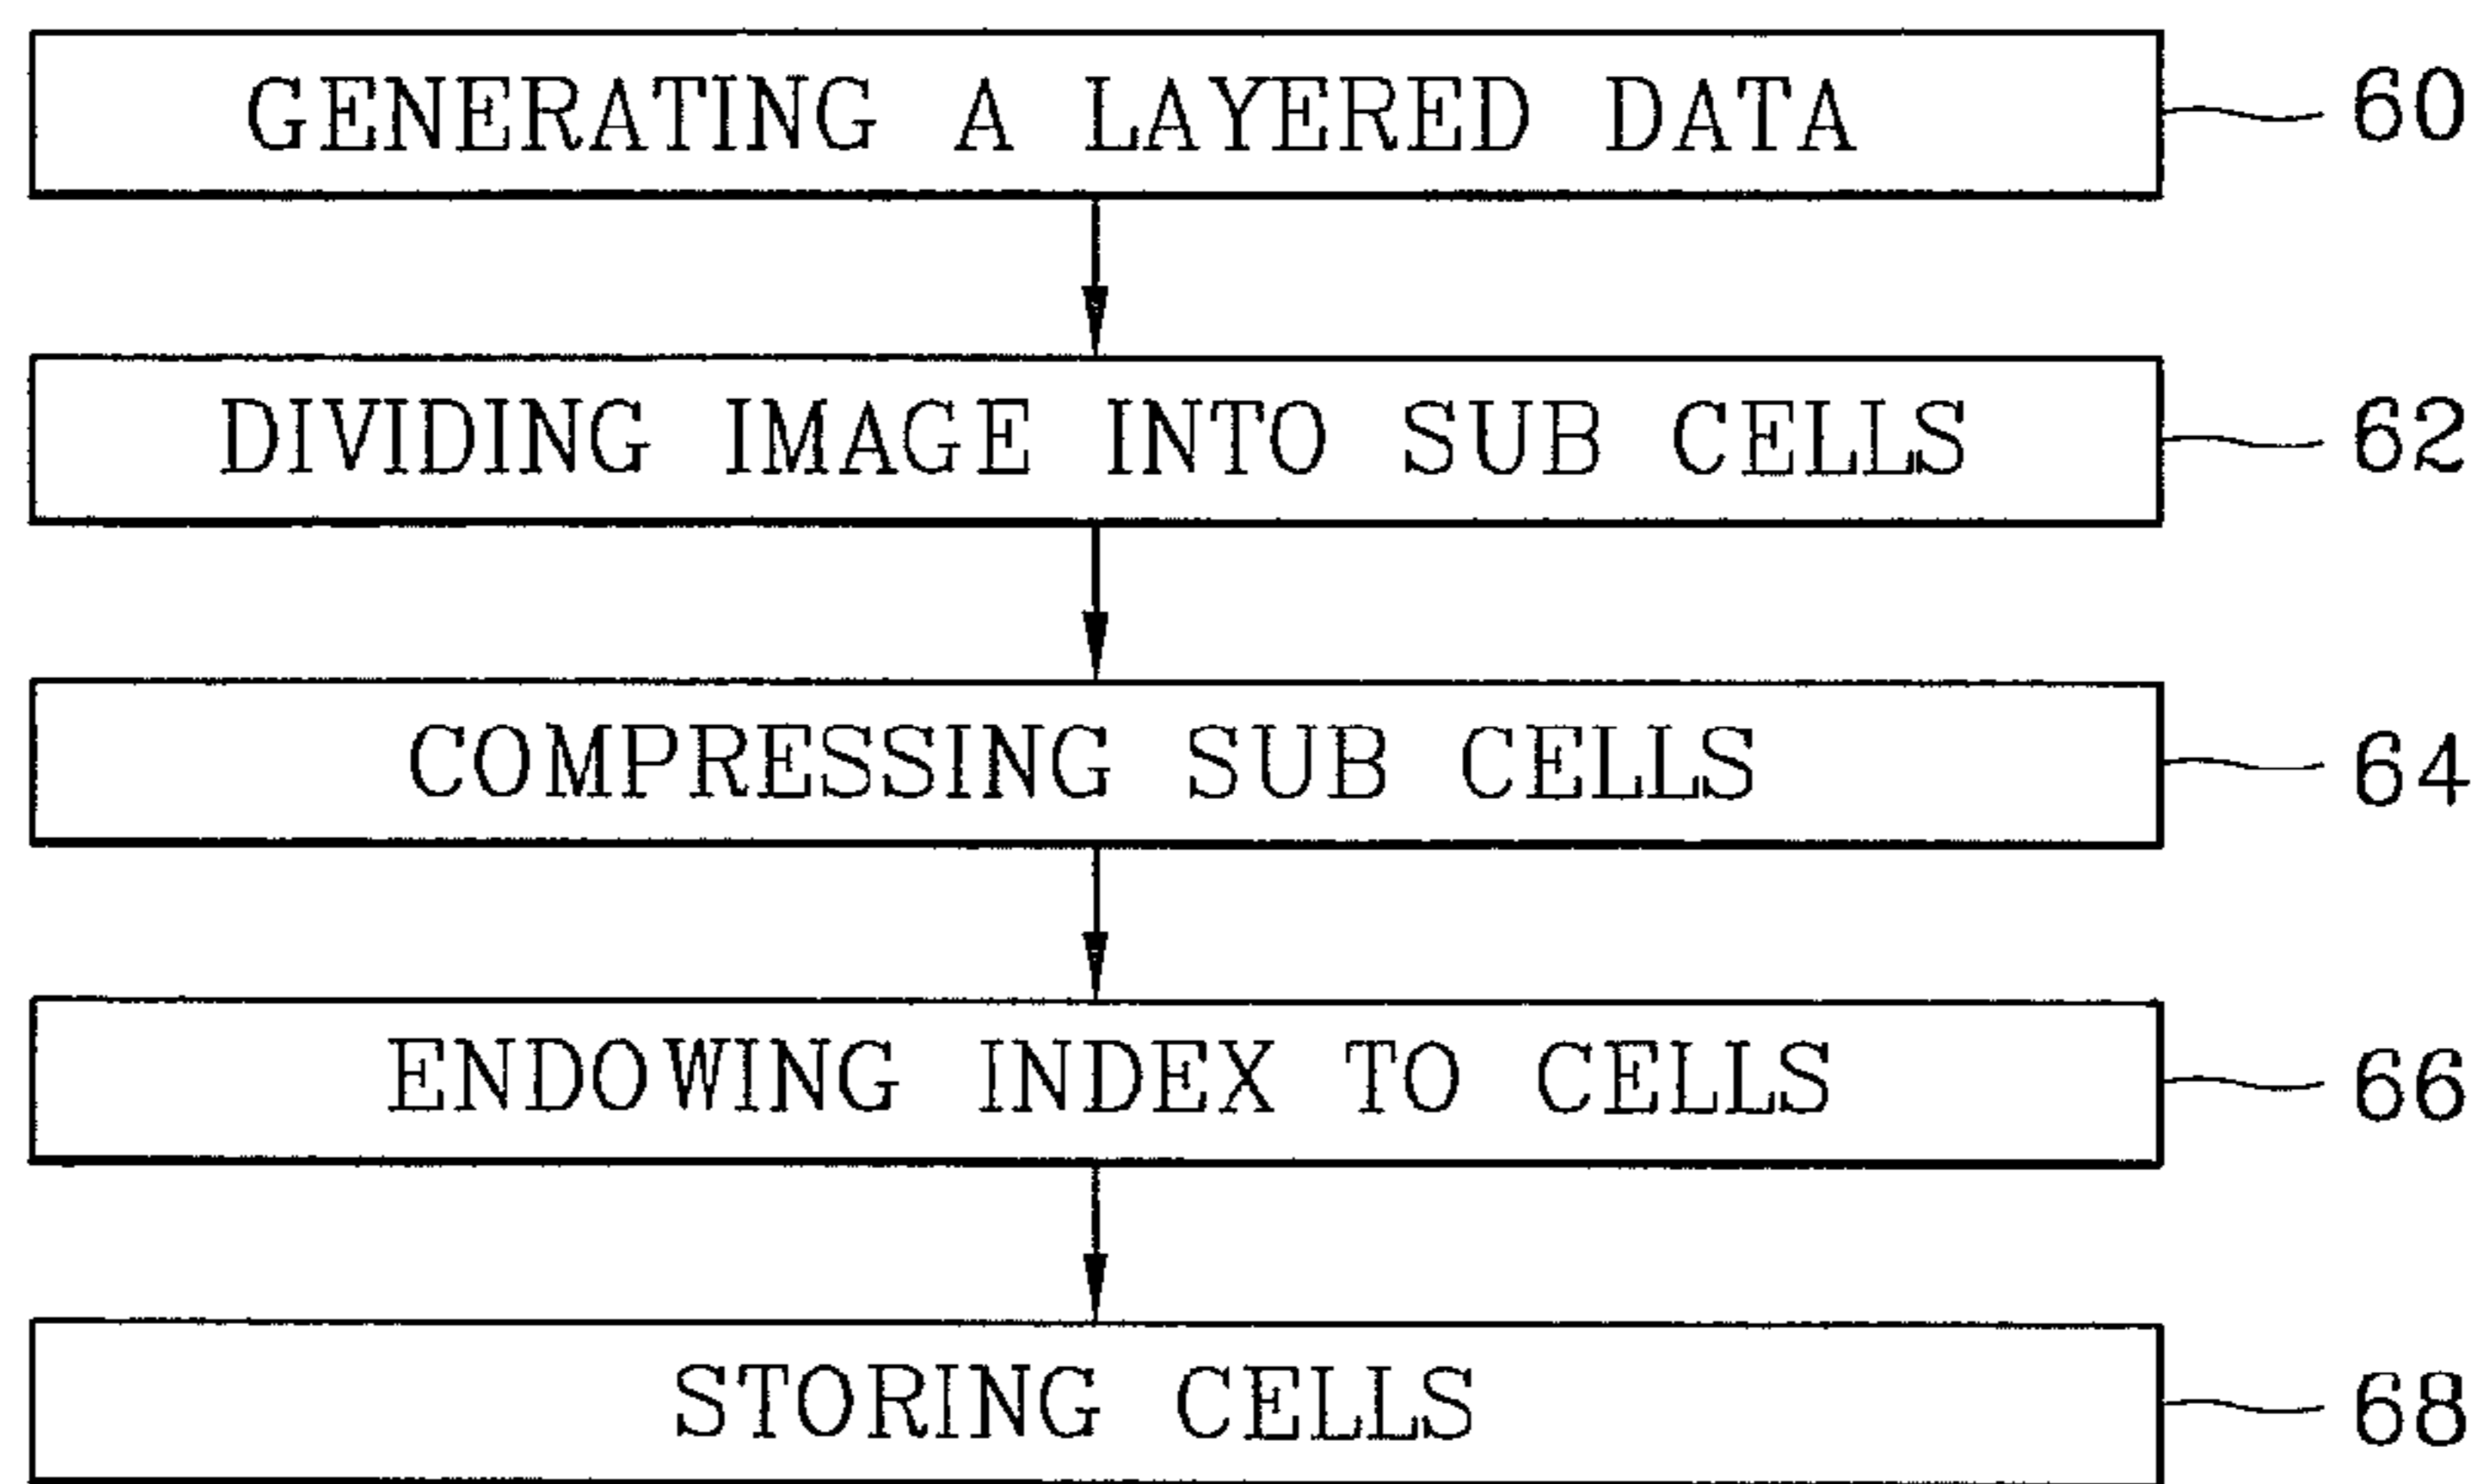 GENERATING A LAYERED DATA 60
DIVIDING IMAGE INTO SUB CELLS 62
COMPRESSING SUB CELLS 64
ENDOWING INDEX TO CELLS 66
STORING CELLS 68